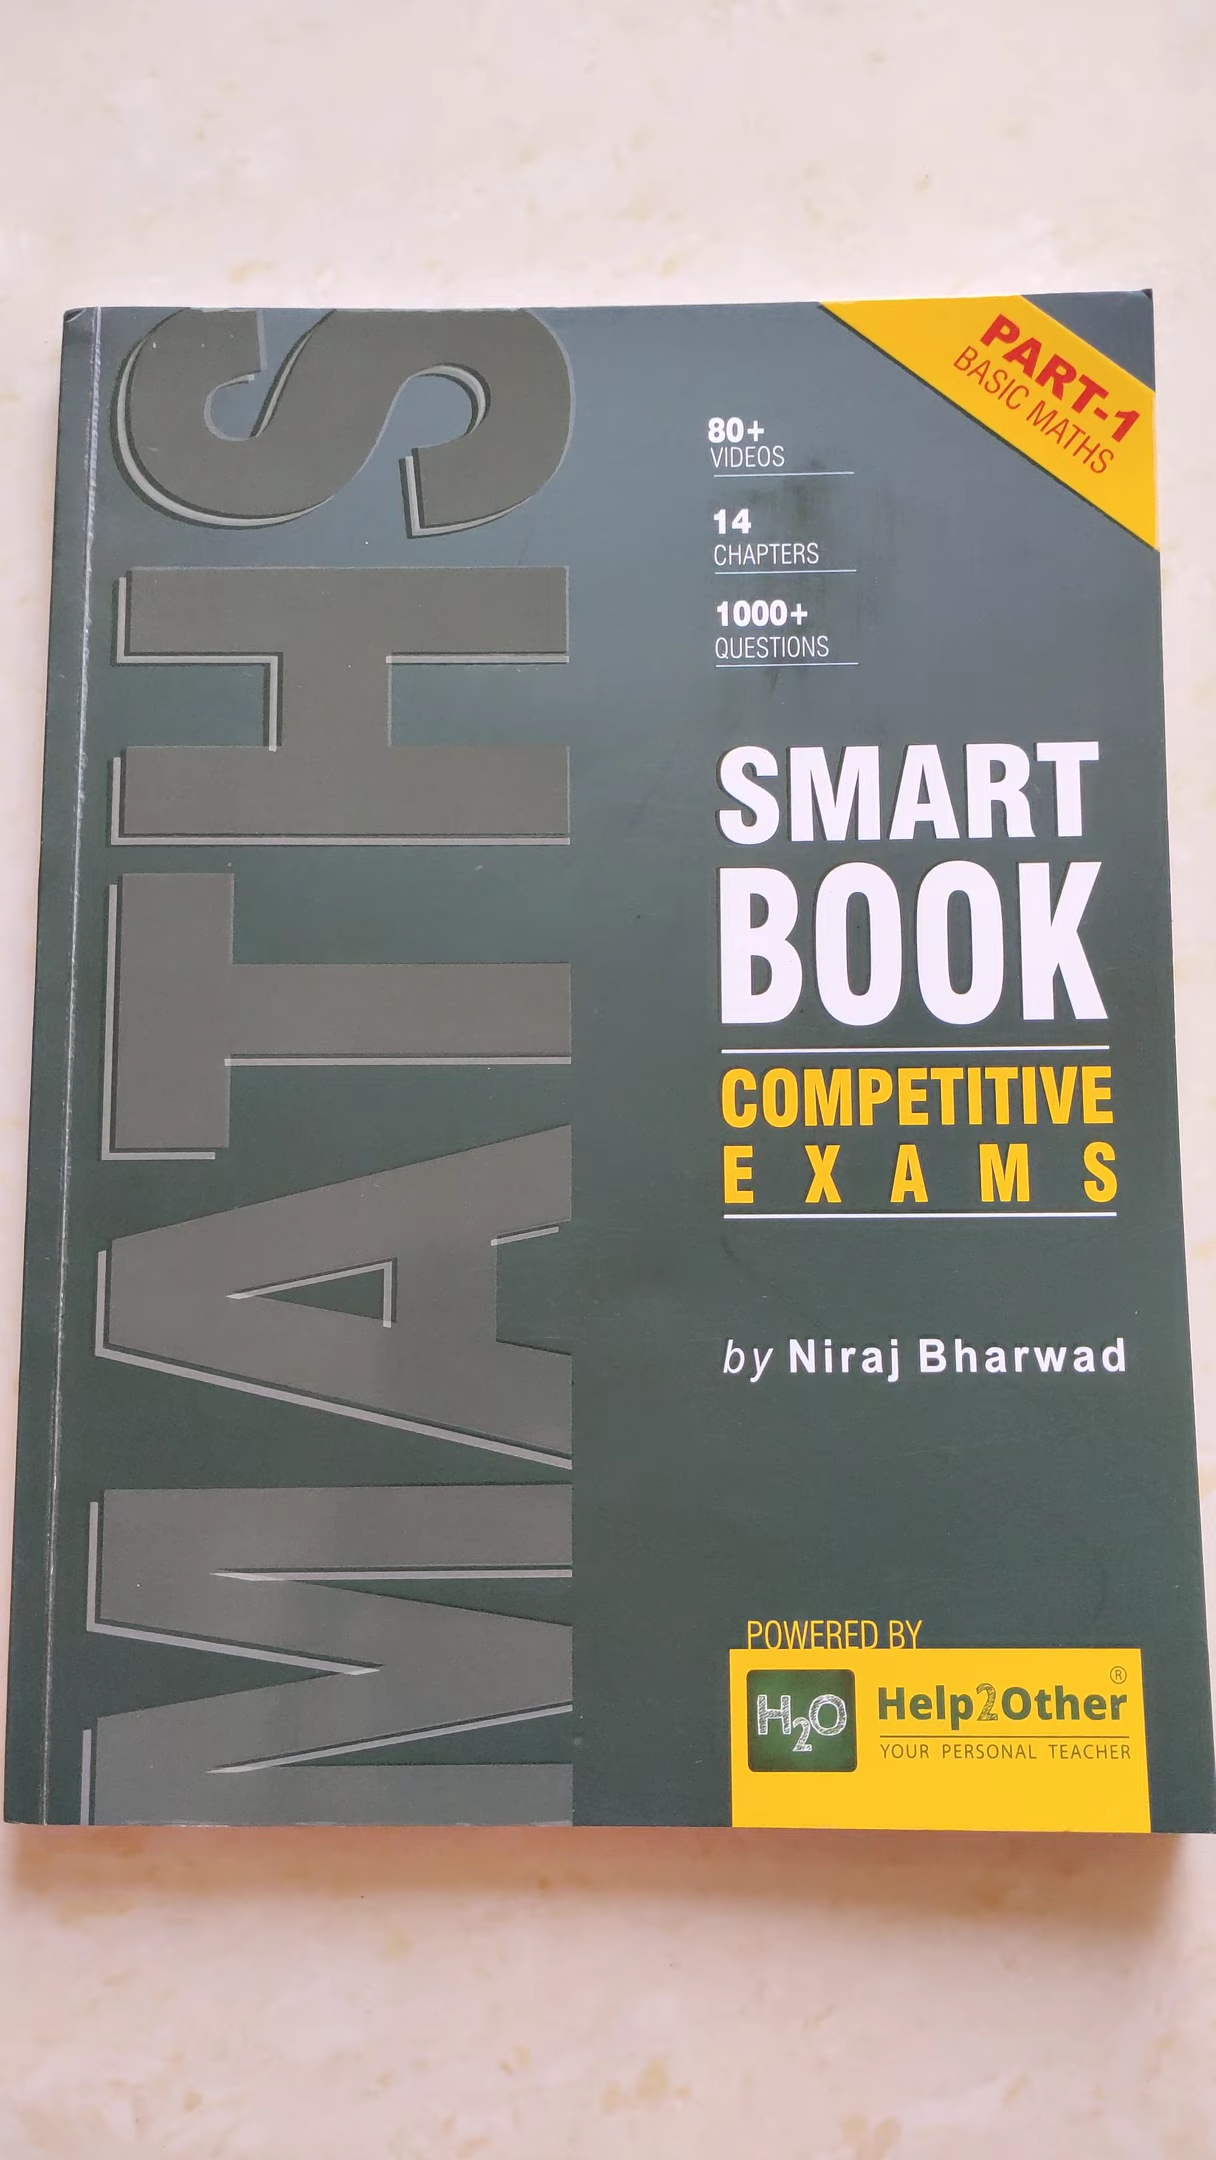 MATHS
PART-1
BASIC MATHS
80+
VIDEOS
14
CHAPTERS
1000+
QUESTIONS
SMART
BOOK
COMPETITIVE
EXAMS
by Niraj Bharwad
POWERED BY
H2O
Help2Other®
YOUR PERSONAL TEACHER